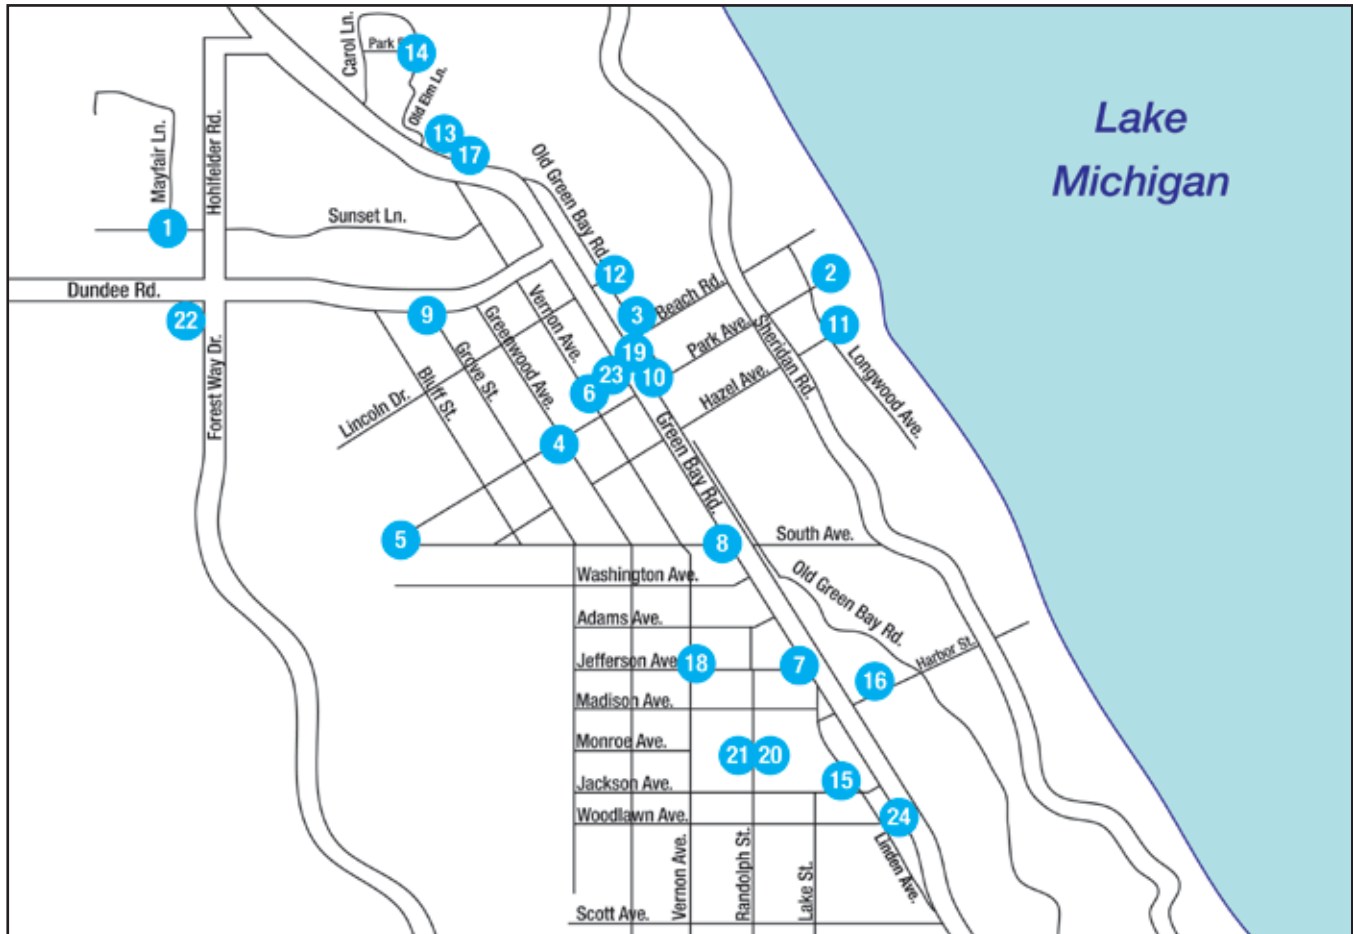 Carol Ln.
Park
14
Old Elm Ln.
Lake
Michigan
Mayfair Ln.
Hohlfelder Rd.
13
17
Old Green Bay Rd.
1
Sunset Ln.
Dundee Rd.
22
9
12
2
3
Beach Rd.
11
Forest Way Dr.
Lincoln Dr.
Bluff St.
Grove St.
Greenwood Ave.
Vernon Ave.
19
23
10
6
Park Ave.
Sheridan Rd.
Hazel Ave.
Longwood Ave.
4
Green Bay Rd.
5
8
South Ave.
Washington Ave.
Old Green Bay Rd.
Adams Ave.
Jefferson Ave
18
7
16
Harbor St.
Madison Ave.
Monroe Ave.
21
20
Jackson Ave.
15
Woodlawn Ave.
24
Vernon Ave.
Randolph St.
Lake St.
Linden Ave.
Scott Ave.